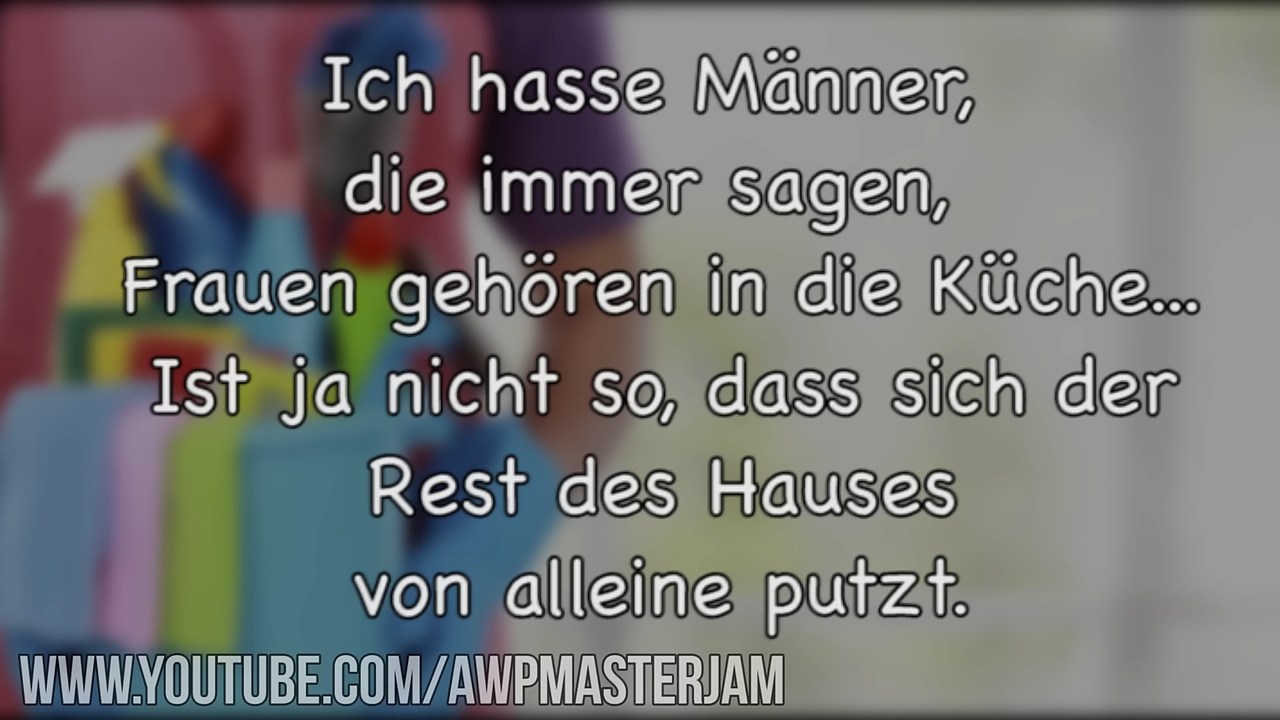 Ich hasse Männer,
die immer sagen,
Frauen gehören in die Küche...
Ist ja nicht so, dass sich der
Rest des Hauses
von alleine putzt.
WWW.YOUTUBE.COM/AWPMASTERJAM